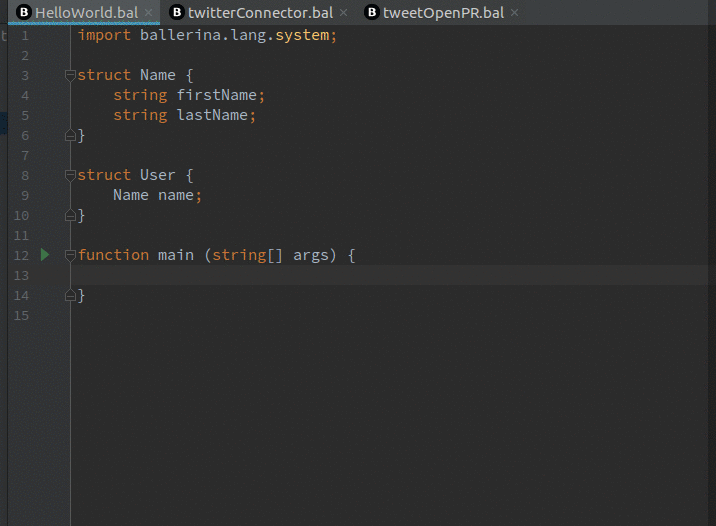 HelloWorld.bal × twitterConnector.bal × tweetOpenPR.bal ×
1 import ballerina.lang.system;
2
3 struct Name {
4     string firstName;
5     string lastName;
6 }
7
8 struct User {
9     Name name;
10 }
11
12 function main (string[] args) {
13
14 }
15